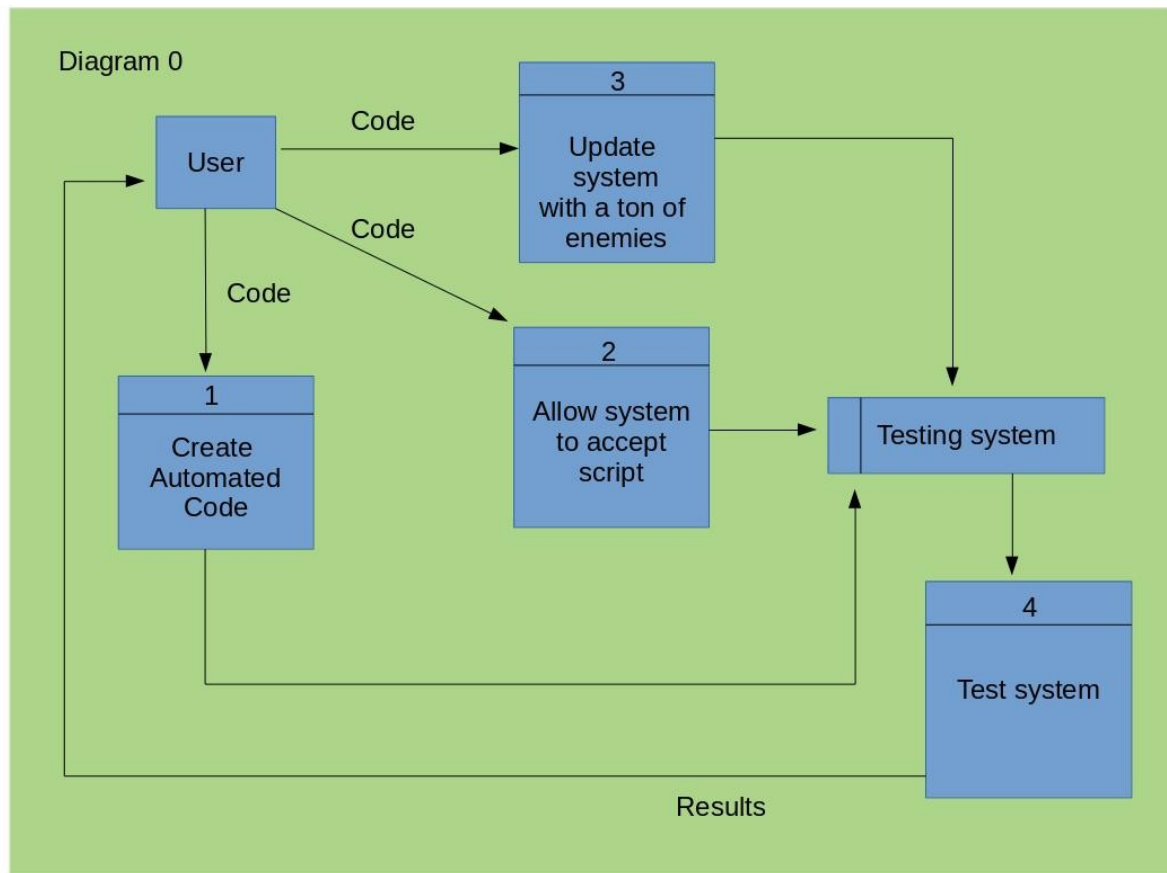 Diagram 0
3
Code
Update
system
with a ton of
enemies
User
Code
Code
2
Allow system
to accept
script
1
Create
Automated
Code
Testing system
4
Test system
Results